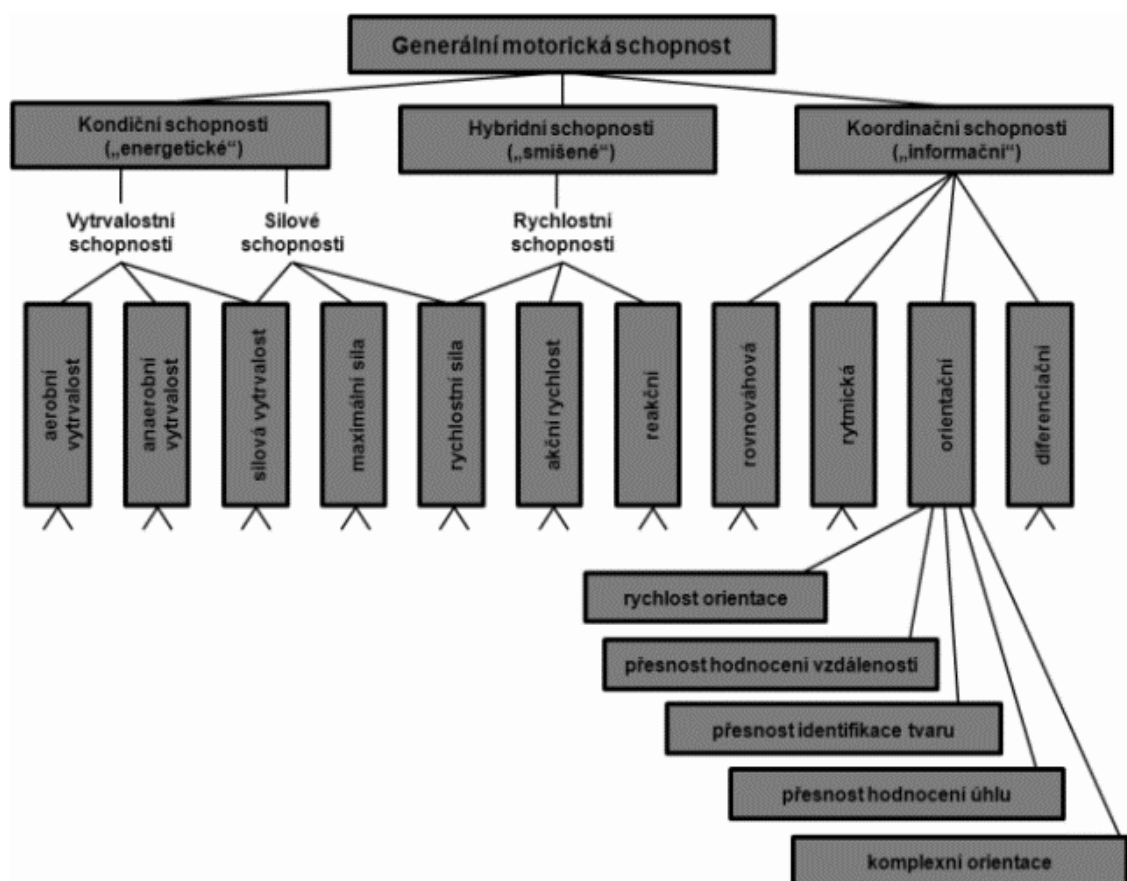 Generální motorická schopnost
Kondiční schopnosti
(„energetické“)
Hybridní schopnosti
(„smíšené“)
Koordinační schopnosti
(„informační“)
Vytrvalostní
schopnosti
Silové
schopnosti
Rychlostní
schopnosti
aerobní
vytrvalost
anaerobní
vytrvalost
silová vytrvalost
maximální síla
rychlostní síla
akční rychlost
reakční
rovnováhová
rytmická
orientační
diferenciační
rychlost orientace
přesnost hodnocení vzdálenosti
přesnost identifikace tvaru
přesnost hodnocení úhlu
komplexní orientace